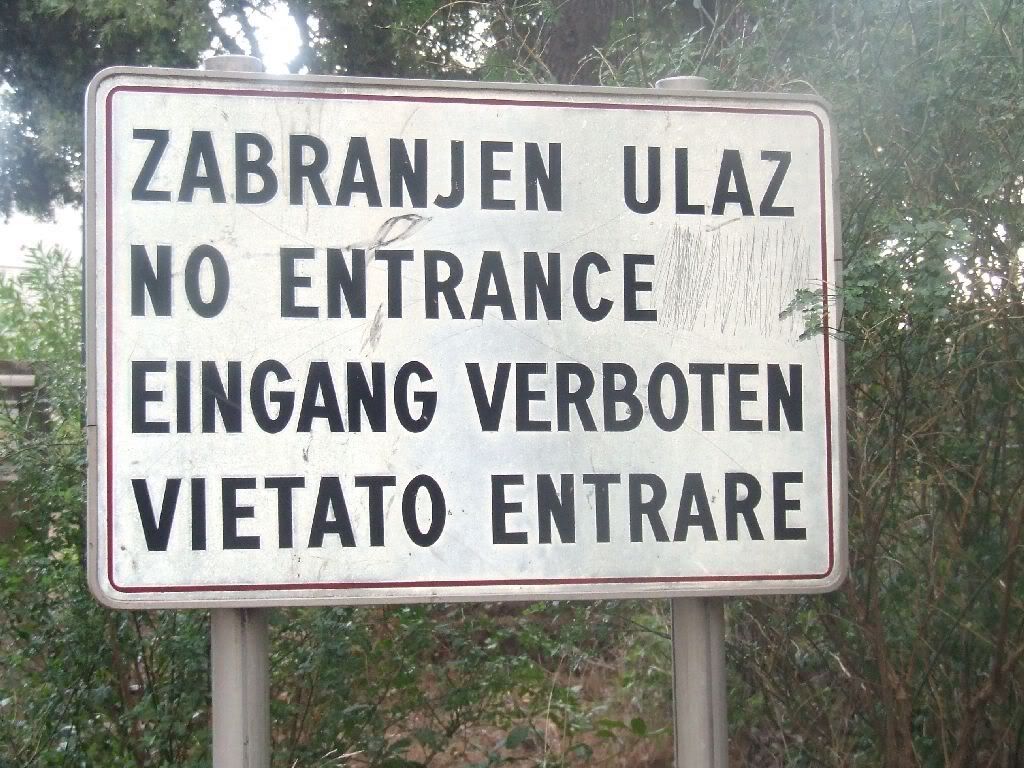 ZABRANJEN ULAZ
NO ENTRANCE
EINGANG VERBOTEN
VIETATO ENTRARE